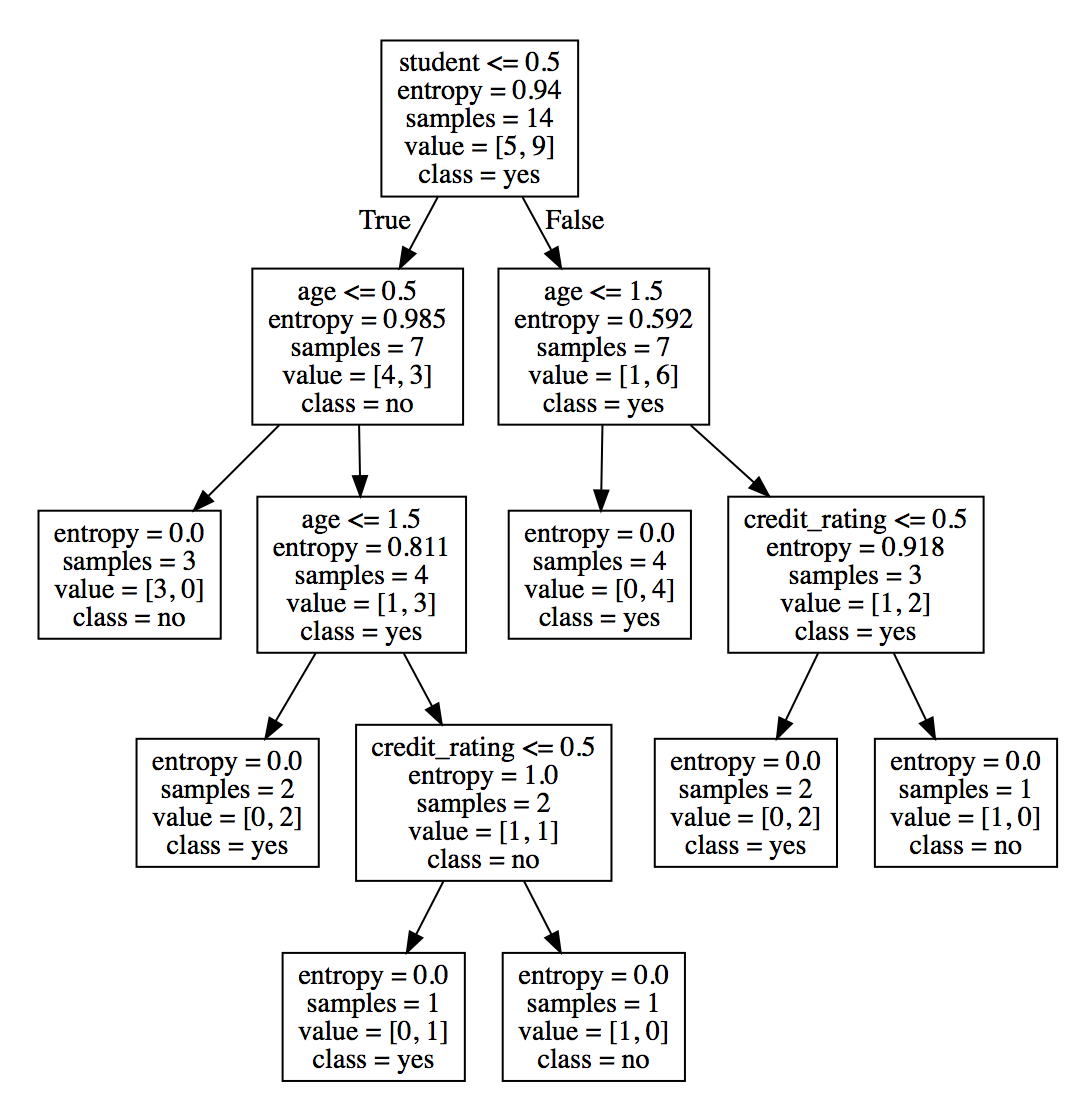 student <= 0.5
entropy = 0.94
samples = 14
value = [5, 9]
class = yes
True
False
age <= 0.5
entropy = 0.985
samples = 7
value = [4, 3]
class = no
age <= 1.5
entropy = 0.592
samples = 7
value = [1, 6]
class = yes
entropy = 0.0
samples = 3
value = [3, 0]
class = no
age <= 1.5
entropy = 0.811
samples = 4
value = [1, 3]
class = yes
entropy = 0.0
samples = 4
value = [0, 4]
class = yes
credit_rating <= 0.5
entropy = 0.918
samples = 3
value = [1, 2]
class = yes
entropy = 0.0
samples = 2
value = [0, 2]
class = yes
credit_rating <= 0.5
entropy = 1.0
samples = 2
value = [1, 1]
class = no
entropy = 0.0
samples = 2
value = [0, 2]
class = yes
entropy = 0.0
samples = 1
value = [1, 0]
class = no
entropy = 0.0
samples = 1
value = [0, 1]
class = yes
entropy = 0.0
samples = 1
value = [1, 0]
class = no